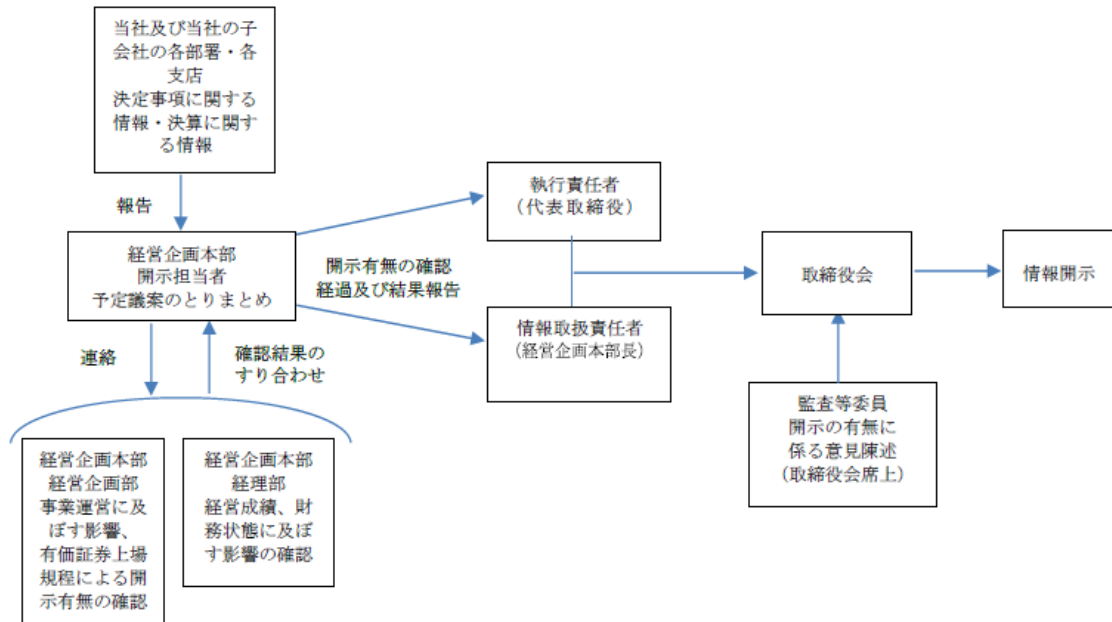 当社及び当社の子
会社の各部署・各
支店
決定事項に関する
情報・決算に関す
る情報
報告
経営企画本部
開示担当者
予定議案のとりまとめ
連絡
確認結果の
すり合わせ
経営企画本部
経営企画部
事業運営に及
ぼす影響、
有価証券上場
規程による開
示有無の確認
経営企画本部
経理部
経営成績、財
務状態に及ぼ
す影響の確認
開示有無の確認
経過及び結果報告
執行責任者
(代表取締役)
情報取扱責任者
(経営企画本部長)
取締役会
監査等委員
開示の有無に
係る意見陳述
(取締役会席上)
情報開示